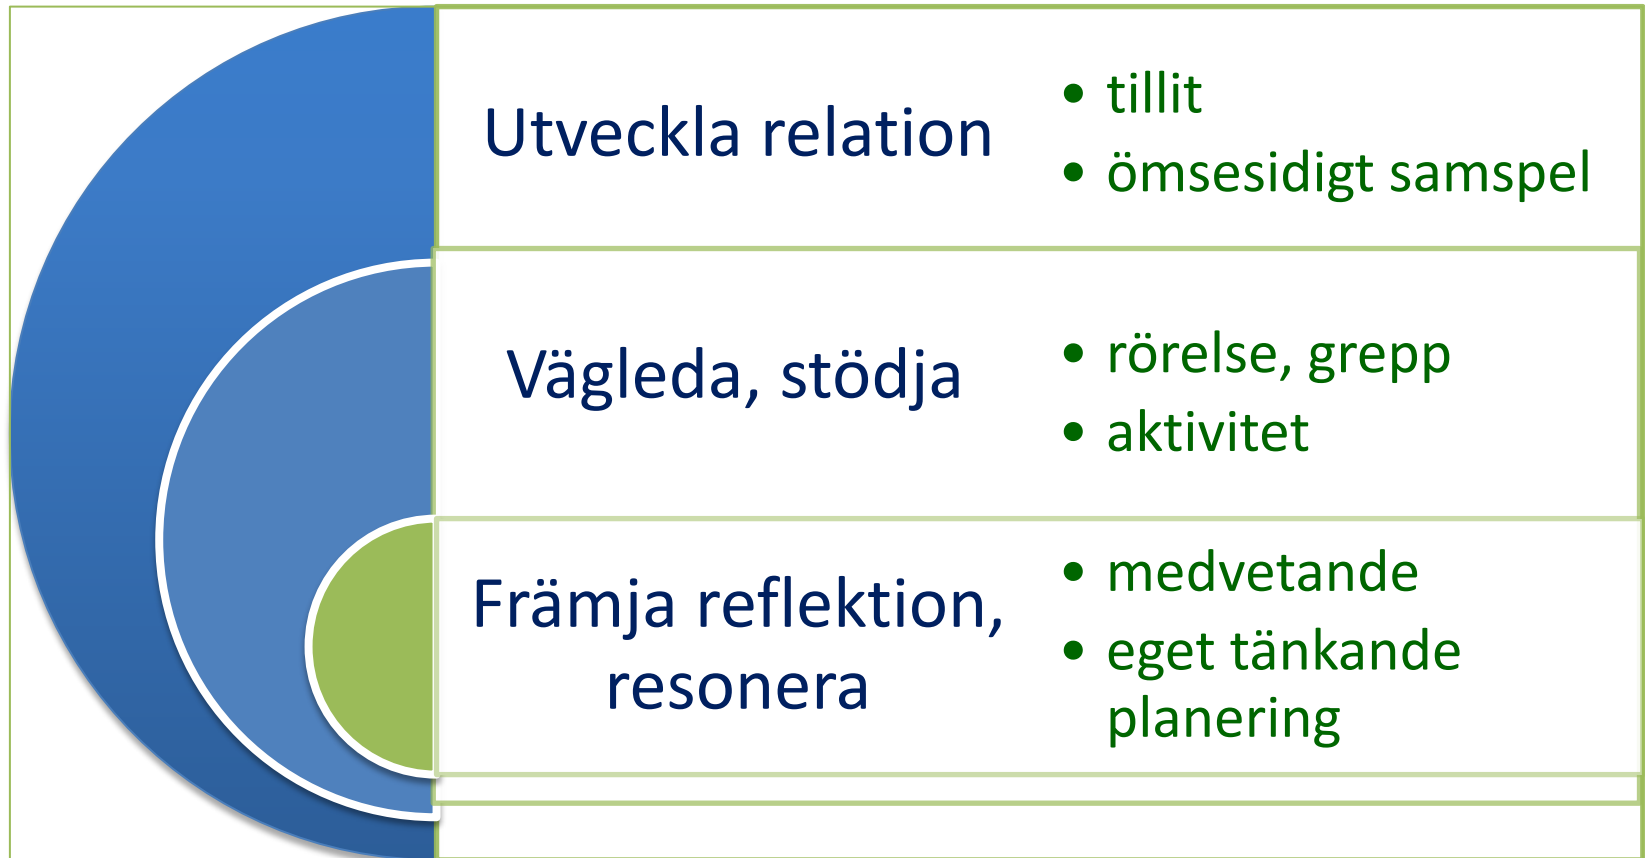 Utveckla relation
• tillit
• ömsesidigt samspel
Vägleda, stödja
• rörelse, grepp
• aktivitet
Främja reflektion,
resonera
• medvetande
• eget tänkande
planering